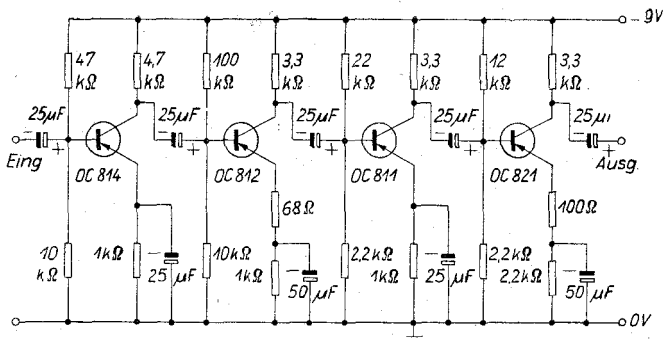 - 9V
47 kΩ
4,7 kΩ
100 kΩ
3,3 kΩ
22 kΩ
3,3 kΩ
12 kΩ
3,3 kΩ
25µF
25µF
25µF
25µF
25µ
Eing
OC 814
OC 812
OC 811
OC 821
Ausg.
68Ω
100Ω
10 kΩ
1kΩ
25 µF
10kΩ
1kΩ
50 µF
2,2kΩ
1kΩ
25 µF
2,2kΩ
2,2kΩ
50 µF
0V